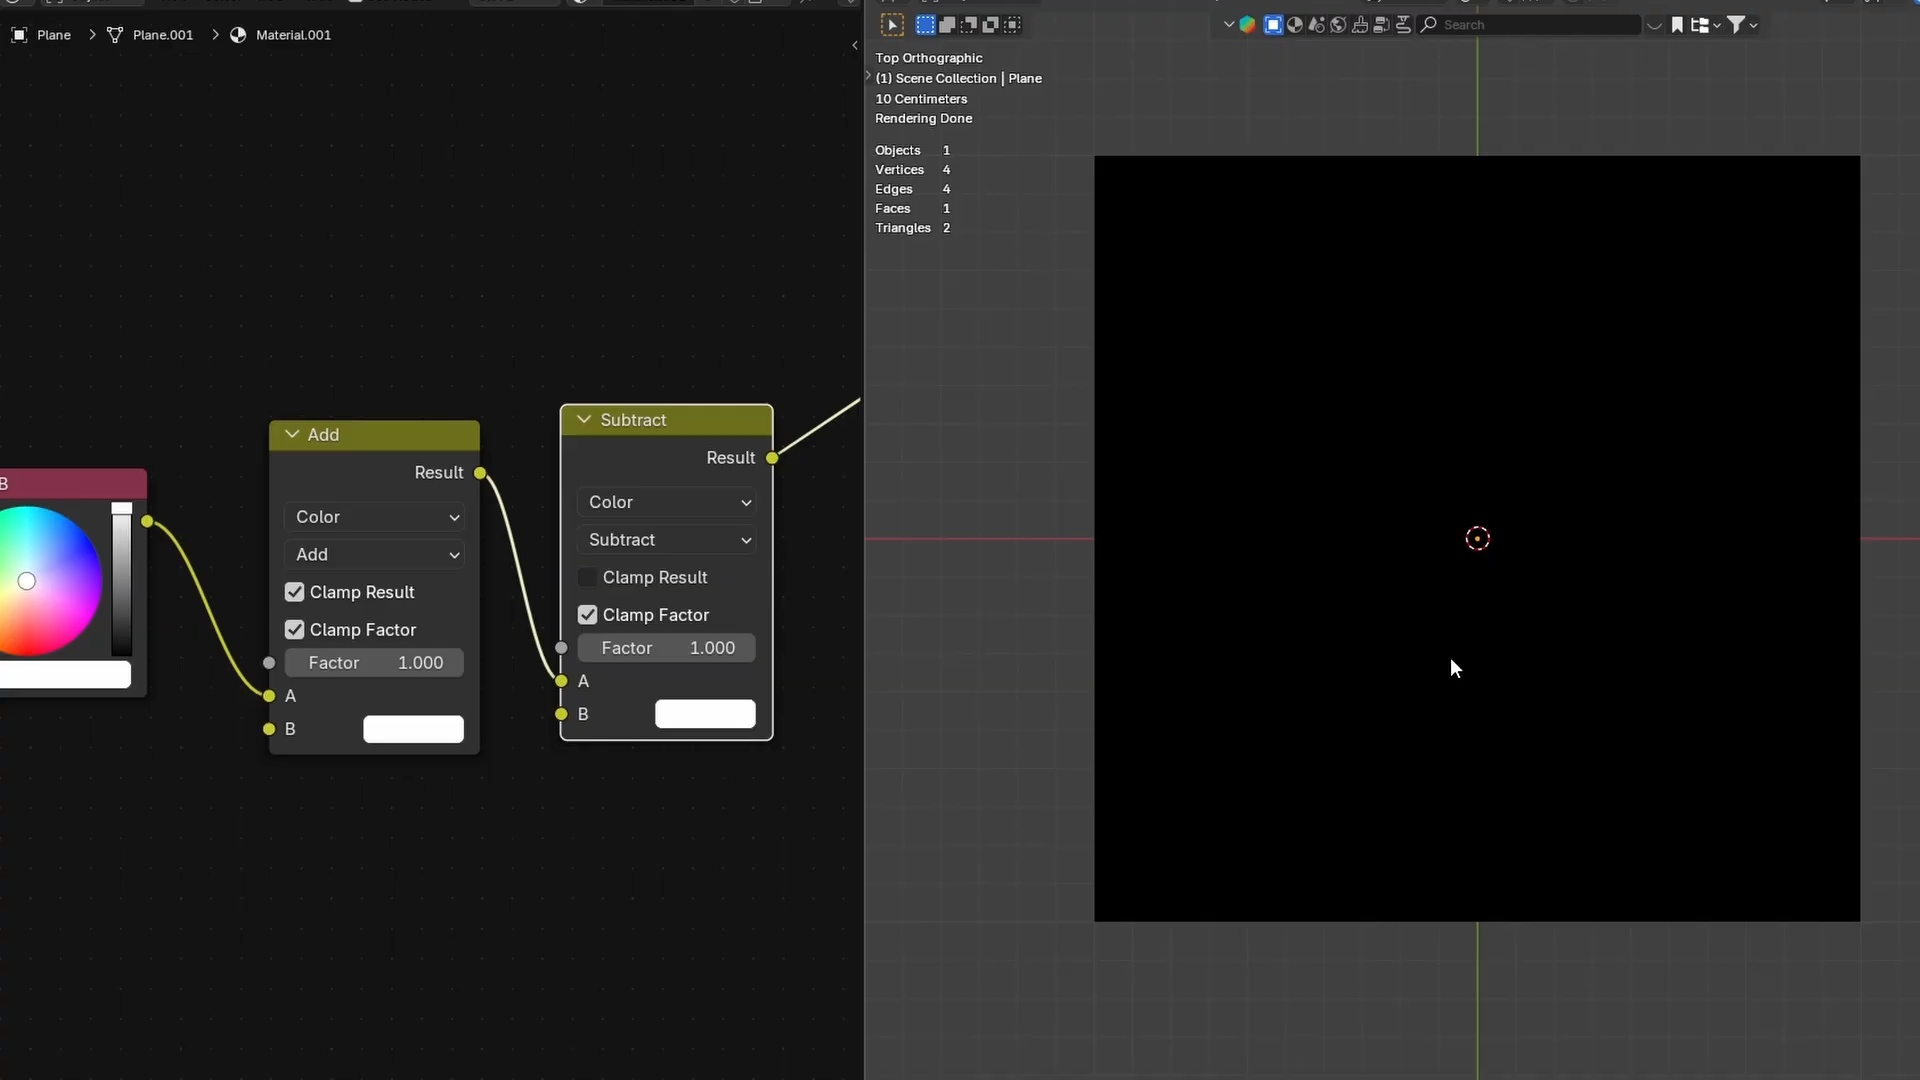 Plane > Plane.001 > Material.001
B
Add
Result
Color
Add
Clamp Result
Clamp Factor
Factor 1.000
A
B
Subtract
Result
Color
Subtract
Clamp Result
Clamp Factor
Factor 1.000
A
B
Search
Top Orthographic
(1) Scene Collection | Plane
10 Centimeters
Rendering Done
Objects 1
Vertices 4
Edges 4
Faces 1
Triangles 2